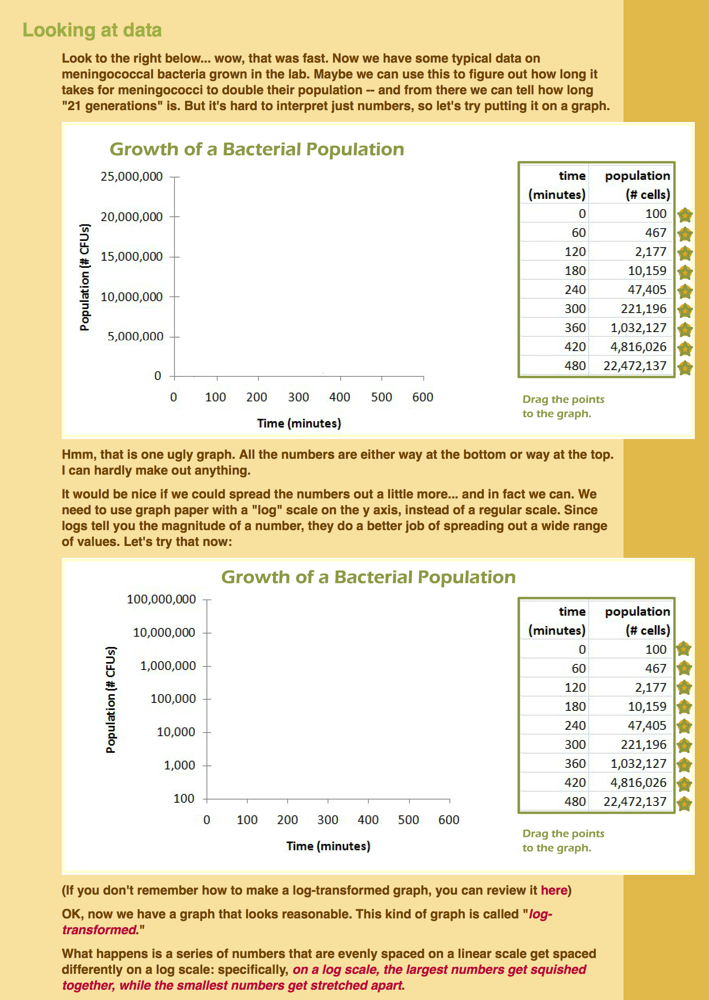 Looking at data
Look to the right below... wow, that was fast. Now we have some typical data on
meningococcal bacteria grown in the lab. Maybe we can use this to figure out how long it
takes for meningococci to double their population -- and from there we can tell how long
"21 generations" is. But it's hard to interpret just numbers, so let's try putting it on a graph.
Growth of a Bacterial Population
25,000,000
20,000,000
15,000,000
10,000,000
5,000,000
0
Population (# CFUs)
0 100 200 300 400 500 600
Time (minutes)
time population
(minutes) (# cells)
0 100
60 467
120 2,177
180 10,159
240 47,405
300 221,196
360 1,032,127
420 4,816,026
480 22,472,137
Drag the points
to the graph.
Hmm, that is one ugly graph. All the numbers are either way at the bottom or way at the top.
I can hardly make out anything.
It would be nice if we could spread the numbers out a little more... and in fact we can. We
need to use graph paper with a "log" scale on the y axis, instead of a regular scale. Since
logs tell you the magnitude of a number, they do a better job of spreading out a wide range
of values. Let's try that now:
Growth of a Bacterial Population
100,000,000
10,000,000
1,000,000
100,000
10,000
1,000
100
Population (# CFUs)
0 100 200 300 400 500 600
Time (minutes)
time population
(minutes) (# cells)
0 100
60 467
120 2,177
180 10,159
240 47,405
300 221,196
360 1,032,127
420 4,816,026
480 22,472,137
Drag the points
to the graph.
(If you don't remember how to make a log-transformed graph, you can review it here)
OK, now we have a graph that looks reasonable. This kind of graph is called "log-
transformed."
What happens is a series of numbers that are evenly spaced on a linear scale get spaced
differently on a log scale: specifically, on a log scale, the largest numbers get squished
together, while the smallest numbers get stretched apart.